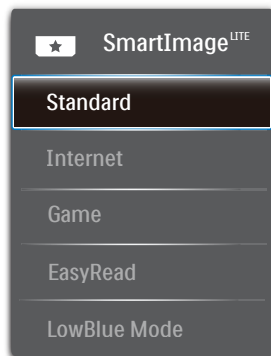 SmartImage LITE
Standard
Internet
Game
EasyRead
LowBlue Mode